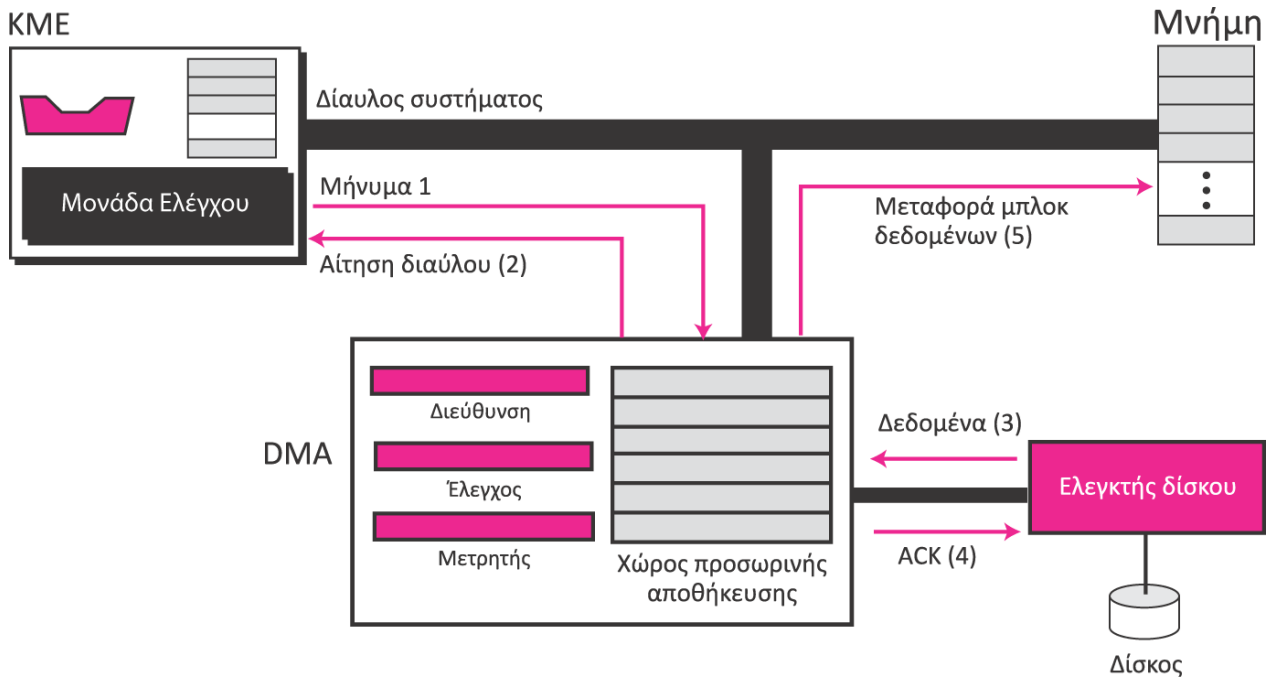 ΚΜΕ
Μνήμη
Δίαυλος συστήματος
Μονάδα Ελέγχου
Μήνυμα 1
Αίτηση διαύλου (2)
Μεταφορά μπλοκ
δεδομένων (5)
DMA
Διεύθυνση
Έλεγχος
Μετρητής
Χώρος προσωρινής
αποθήκευσης
Δεδομένα (3)
Ελεγκτής δίσκου
ACK (4)
Δίσκος